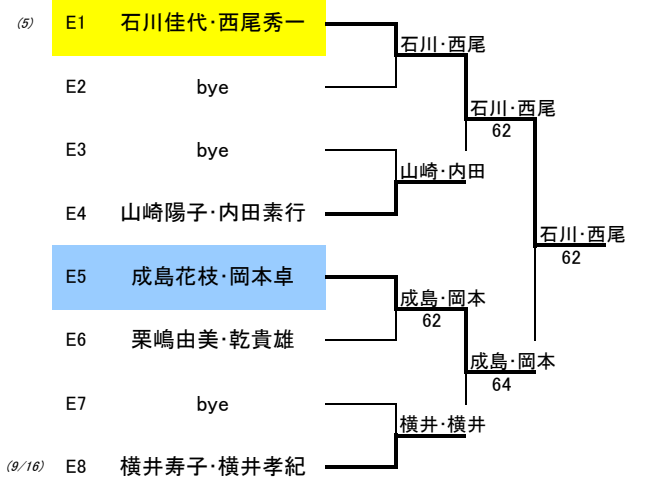 (5) E1 石川佳代・西尾秀一
石川・西尾
E2 bye
石川・西尾
62
E3 bye
山崎・内田
E4 山崎陽子・内田素行
石川・西尾
62
E5 成島花枝・岡本卓
成島・岡本
62
E6 栗嶋由美・乾貴雄
成島・岡本
64
E7 bye
横井・横井
(9/16) E8 横井寿子・横井孝紀